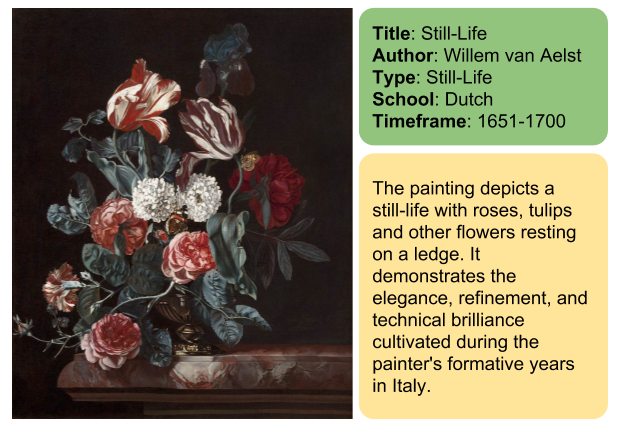 Title: Still-Life
Author: Willem van Aelst
Type: Still-Life
School: Dutch
Timeframe: 1651-1700
The painting depicts a
still-life with roses, tulips
and other flowers resting
on a ledge. It
demonstrates the
elegance, refinement, and
technical brilliance
cultivated during the
painter's formative years
in Italy.